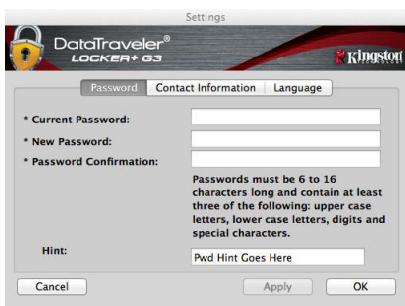 Settings
DataTraveler®
LOCKER+ G3
Kingston
TECHNOLOGY
Password Contact Information Language
* Current Password:
* New Password:
* Password Confirmation:
Passwords must be 6 to 16
characters long and contain at least
three of the following: upper case
letters, lower case letters, digits and
special characters.
Hint:
Pwd Hint Goes Here
Cancel Apply OK